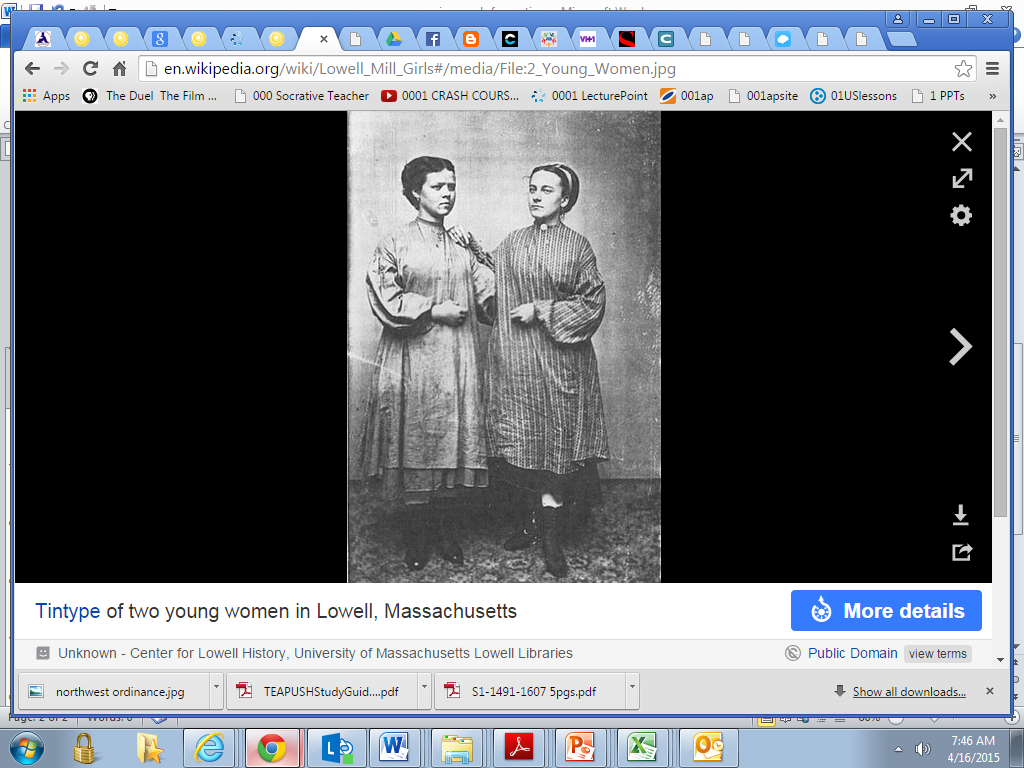 en.wikipedia.org/wiki/Lowell_Mill_Girls#/media/File:2_Young_Women.jpg
Apps The Duel The Film ... 000 Socrative Teacher 0001 CRASH COURS... 0001 LecturePoint 001ap 001apsite 01USlessons 1 PPTs »
Tintype of two young women in Lowell, Massachusetts
More details
Unknown - Center for Lowell History, University of Massachusetts Lowell Libraries
Public Domain view terms
northwest ordinance.jpg TEAPUSHStudyGuid....pdf S1-1491-1607 5pgs.pdf Show all downloads...
7:46 AM
4/16/2015